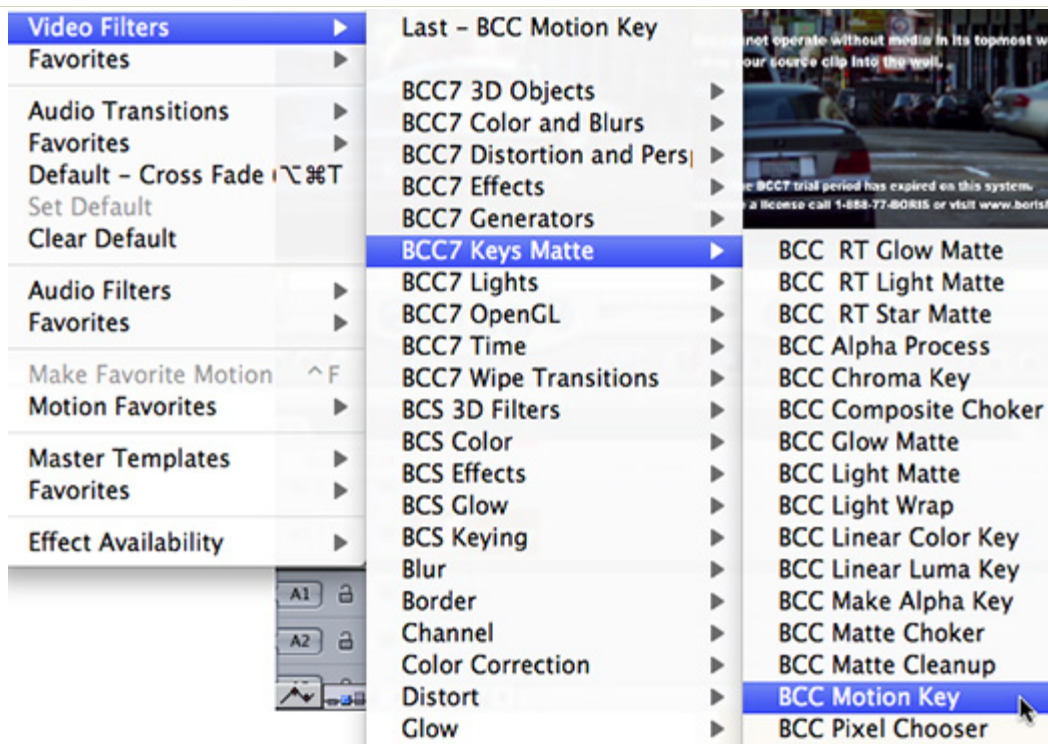 Video Filters
Favorites
Audio Transitions
Favorites
Default – Cross Fade ⌥⌘T
Set Default
Clear Default
Audio Filters
Favorites
Make Favorite Motion ^F
Motion Favorites
Master Templates
Favorites
Effect Availability
A1
A2
Last – BCC Motion Key
BCC7 3D Objects
BCC7 Color and Blurs
BCC7 Distortion and Pers
BCC7 Effects
BCC7 Generators
BCC7 Keys Matte
BCC7 Lights
BCC7 OpenGL
BCC7 Time
BCC7 Wipe Transitions
BCS 3D Filters
BCS Color
BCS Effects
BCS Glow
BCS Keying
Blur
Border
Channel
Color Correction
Distort
Glow
not operate without media in its topmost w
our source clip into the well.
BCC7 trial period has expired on this system.
a license call 1-888-77-BORIS or visit www.boris
BCC RT Glow Matte
BCC RT Light Matte
BCC RT Star Matte
BCC Alpha Process
BCC Chroma Key
BCC Composite Choker
BCC Glow Matte
BCC Light Matte
BCC Light Wrap
BCC Linear Color Key
BCC Linear Luma Key
BCC Make Alpha Key
BCC Matte Choker
BCC Matte Cleanup
BCC Motion Key
BCC Pixel Chooser